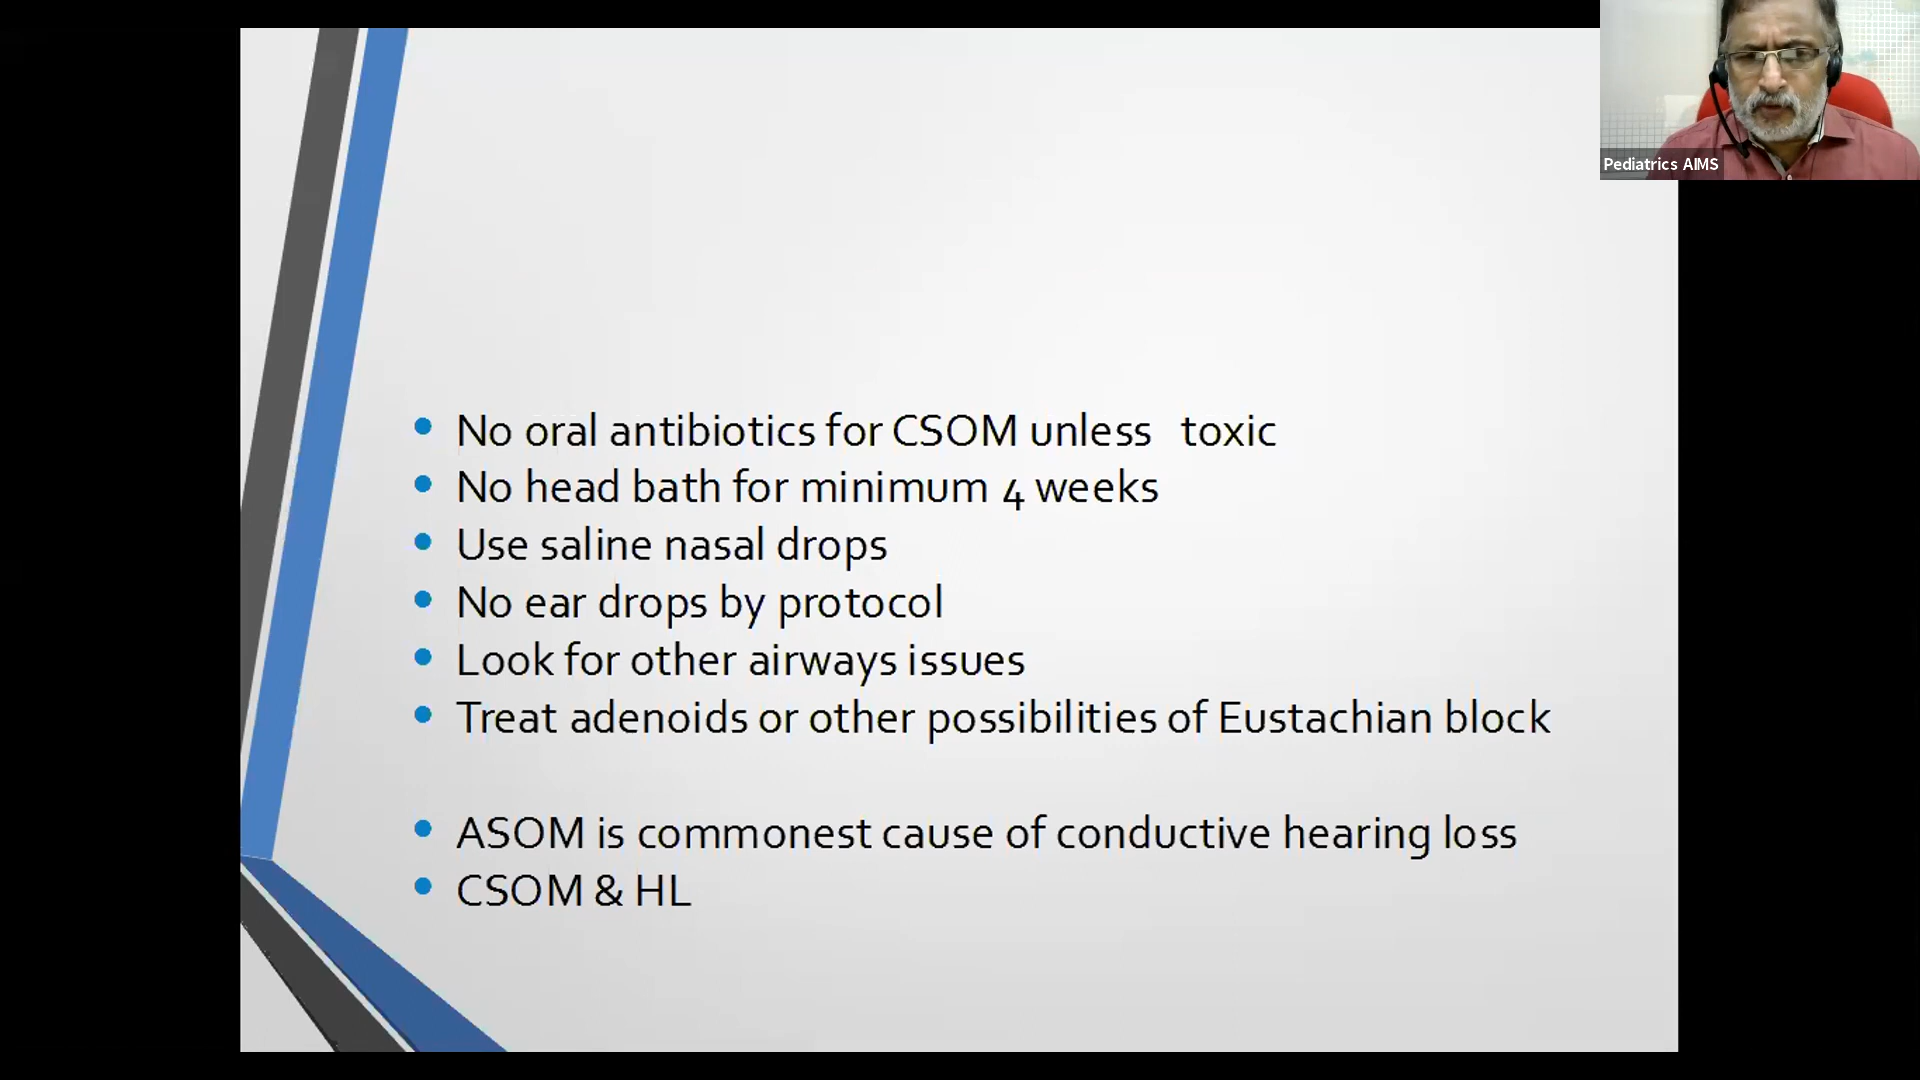 Pediatrics AIMS
No oral antibiotics for CSOM unless toxic
No head bath for minimum 4 weeks
Use saline nasal drops
No ear drops by protocol
Look for other airways issues
Treat adenoids or other possibilities of Eustachian block
ASOM is commonest cause of conductive hearing loss
CSOM & HL